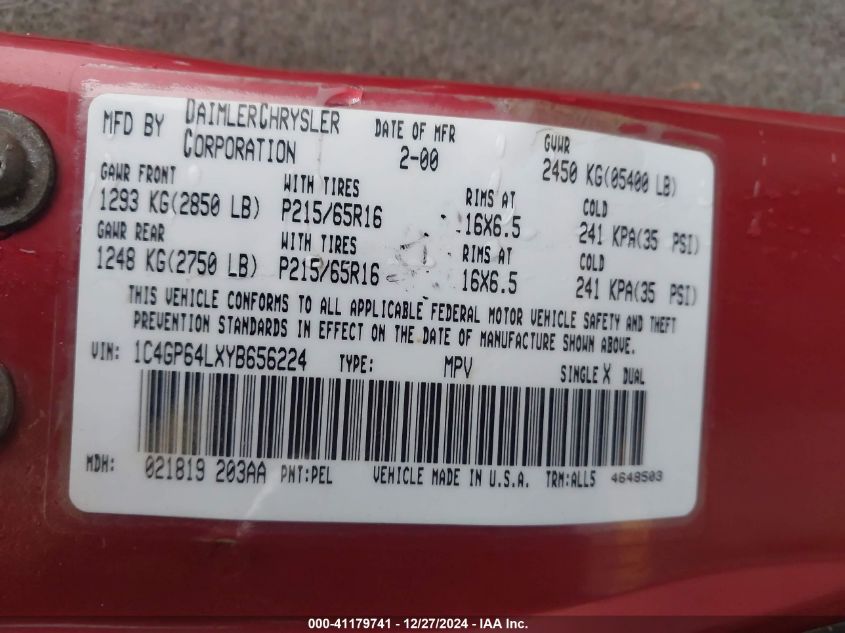 MFD BY DAIMLERCHRYSLER CORPORATION DATE OF MFR 2-00 GVWR 2450 KG(05400 LB)
GAWR FRONT WITH TIRES RIMS AT COLD
1293 KG(2850 LB) P215/65R16 16X6.5 241 KPA(35 PSI)
GAWR REAR WITH TIRES RIMS AT COLD
1248 KG(2750 LB) P215/65R16 16X6.5 241 KPA(35 PSI)
THIS VEHICLE CONFORMS TO ALL APPLICABLE FEDERAL MOTOR VEHICLE SAFETY AND THEFT
PREVENTION STANDARDS IN EFFECT ON THE DATE OF MANUFACTURE SHOWN ABOVE.
VIN: 1C4GP64LXYB656224 TYPE: MPV SINGLE X DUAL
MDH: 021819 203AA PNT:PEL VEHICLE MADE IN U.S.A. TRM:ALL5 4648503
000-41179741 - 12/27/2024 - IAA Inc.